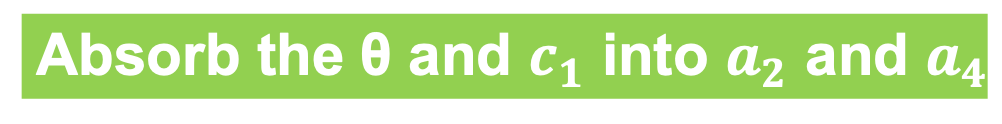 Absorb the θ and c₁ into a₂ and a₄